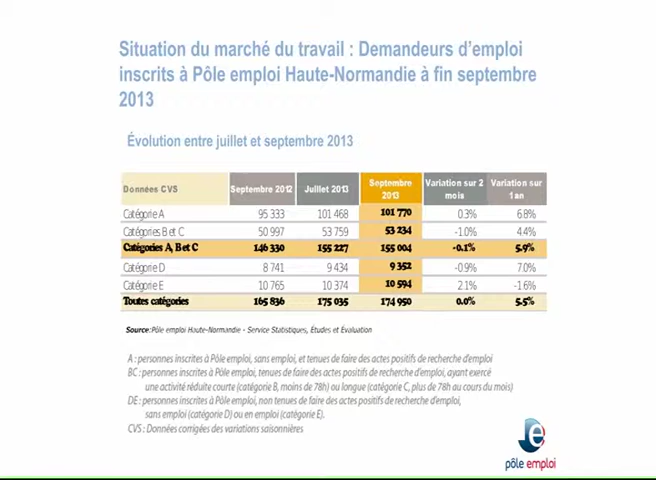 Situation du marché du travail : Demandeurs d'emploi
inscrits à Pôle emploi Haute-Normandie à fin septembre
2013
Évolution entre juillet et septembre 2013
Données CVS Septembre 2012 Juillet 2013 Septembre 2013 Variation sur 2 mois Variation sur 1 an
Catégorie A 95 333 101 468 101 770 0.3% 6.8%
Catégories B et C 50 997 53 759 53 234 -1.0% 4.4%
Catégories A, B et C 146 330 155 227 155 004 -0.1% 5.9%
Catégorie D 8 741 9 434 9 352 -0.9% 7.0%
Catégorie E 10 765 10 374 10 594 2.1% -1.6%
Toutes catégories 165 836 175 035 174 950 0.0% 5.5%
Source: Pôle emploi Haute-Normandie - Service Statistiques, Études et Évaluation
A : personnes inscrites à Pôle emploi, sans emploi, et tenues de faire des actes positifs de recherche d'emploi
BC : personnes inscrites à Pôle emploi, tenues de faire des actes positifs de recherche d'emploi, ayant exercé
une activité réduite courte (catégorie B, moins de 78h) ou longue (catégorie C, plus de 78h au cours du mois)
DE : personnes inscrites à Pôle emploi, non tenues de faire des actes positifs de recherche d'emploi,
sans emploi (catégorie D) ou en emploi (catégorie E).
CVS : Données corrigées des variations saisonnières
pôle emploi